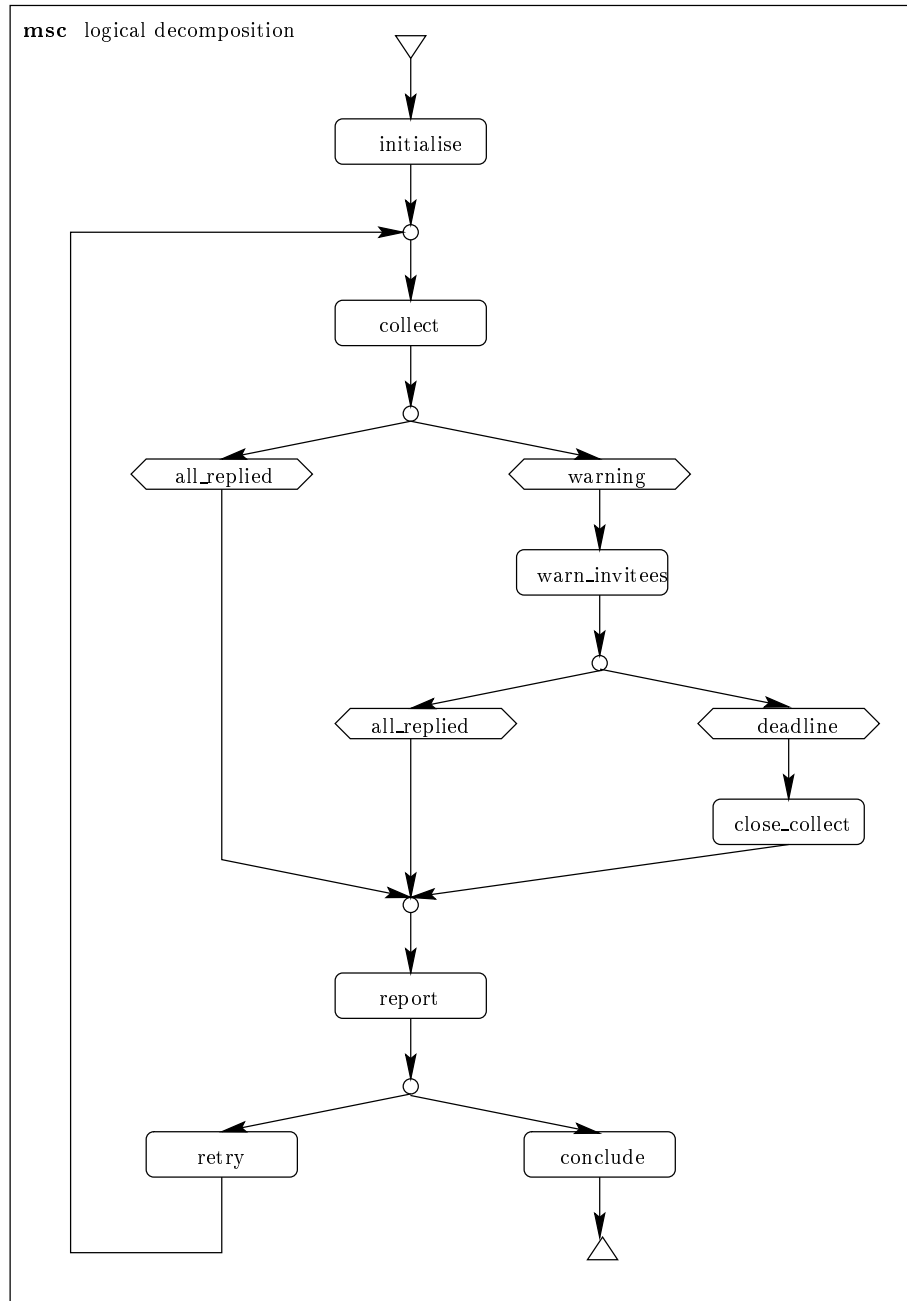 msc logical decomposition
initialise
collect
all_replied
warning
warn_invitees
all_replied
deadline
close_collect
report
retry
conclude